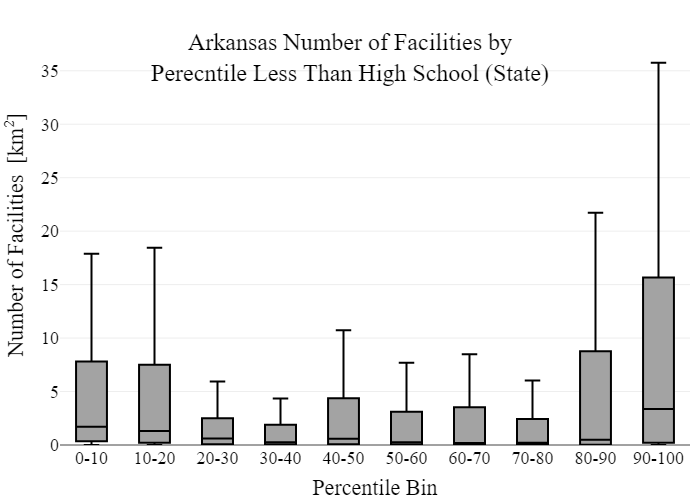 Arkansas Number of Facilities by
Perecntile Less Than High School (State)
Number of Facilities [km²]
35
30
25
20
15
10
5
0
0-10 10-20 20-30 30-40 40-50 50-60 60-70 70-80 80-90 90-100
Percentile Bin